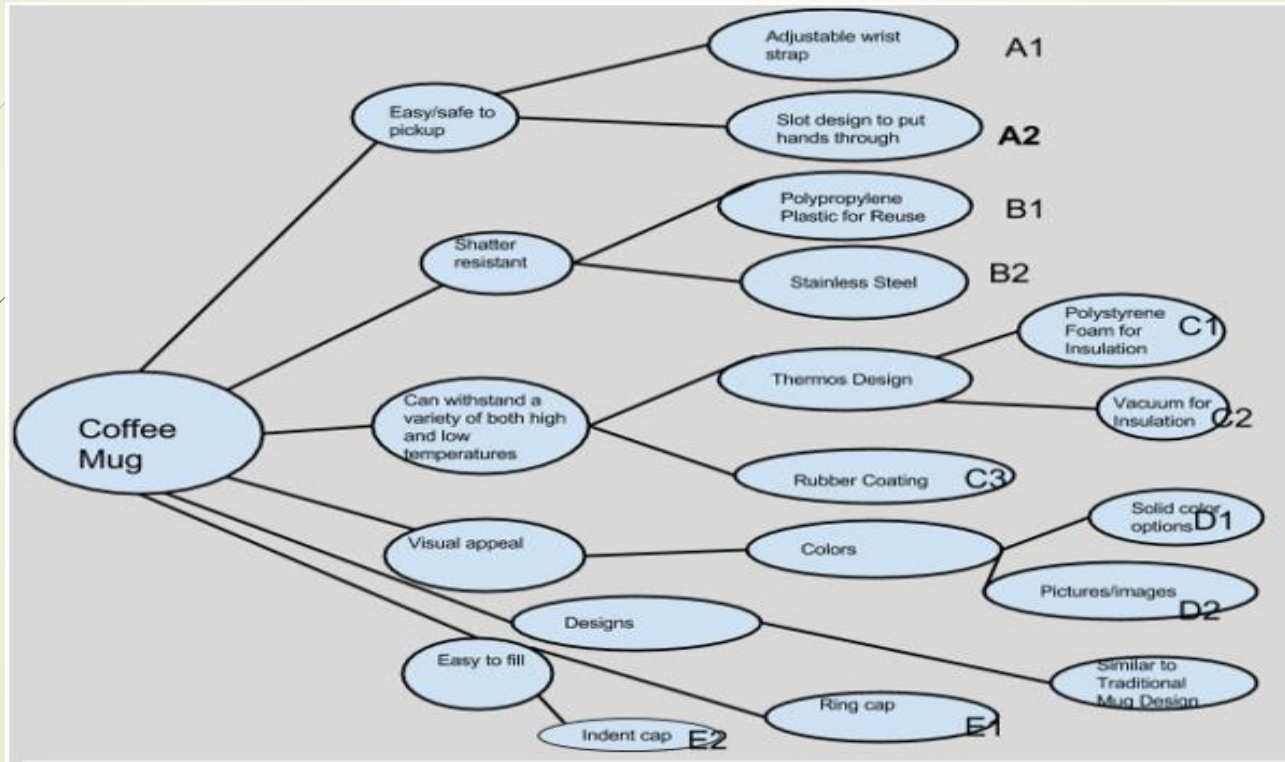 Adjustable wrist
strap
A1
Easy/safe to
pickup
Slot design to put
hands through
A2
Polypropylene
Plastic for Reuse
B1
Shatter
resistant
Stainless Steel
B2
Polystyrene
Foam for
Insulation
C1
Thermos Design
Can withstand a
variety of both high
and low
temperatures
Vacuum for
Insulation
C2
Coffee
Mug
Rubber Coating
C3
Solid color
options
D1
Visual appeal
Colors
Pictures/images
D2
Designs
Easy to fill
Similar to
Traditional
Mug Design
Ring cap
E1
Indent cap
E2